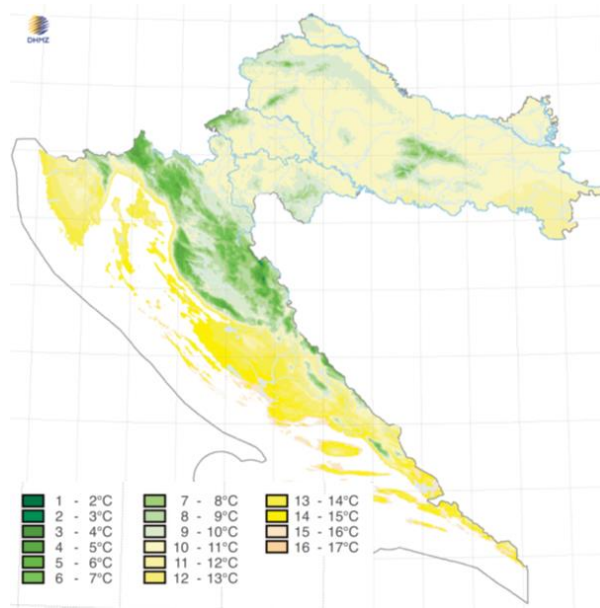 DHMZ
1 - 2°C
2 - 3°C
3 - 4°C
4 - 5°C
5 - 6°C
6 - 7°C
7 - 8°C
8 - 9°C
9 - 10°C
10 - 11°C
11 - 12°C
12 - 13°C
13 - 14°C
14 - 15°C
15 - 16°C
16 - 17°C